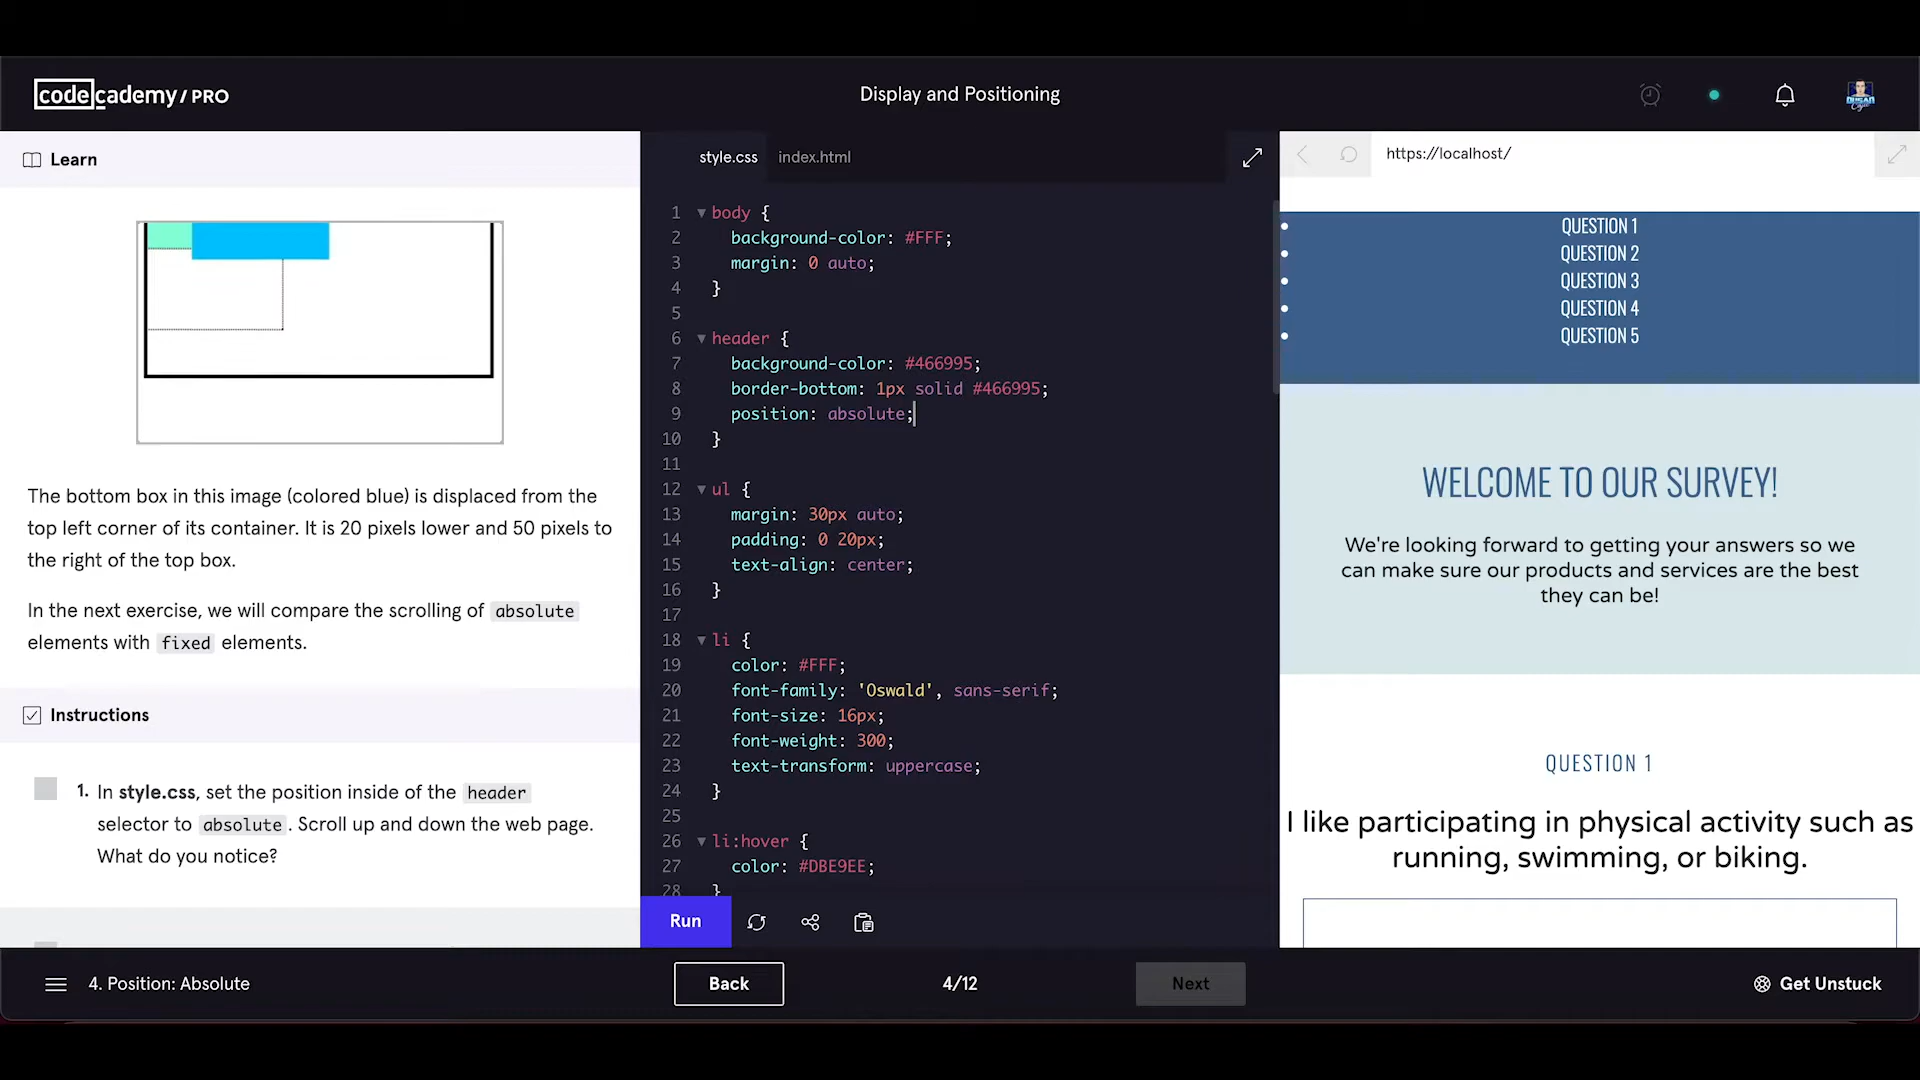 codecademy/PRO
Display and Positioning
Learn
The bottom box in this image (colored blue) is displaced from the
top left corner of its container. It is 20 pixels lower and 50 pixels to
the right of the top box.
In the next exercise, we will compare the scrolling of absolute
elements with fixed elements.
Instructions
1. In style.css, set the position inside of the header
selector to absolute. Scroll up and down the web page.
What do you notice?
style.css index.html
1 body {
2 background-color: #FFF;
3 margin: 0 auto;
4 }
5
6 header {
7 background-color: #466995;
8 border-bottom: 1px solid #466995;
9 position: absolute;
10 }
11
12 ul {
13 margin: 30px auto;
14 padding: 0 20px;
15 text-align: center;
16 }
17
18 li {
19 color: #FFF;
20 font-family: 'Oswald', sans-serif;
21 font-size: 16px;
22 font-weight: 300;
23 text-transform: uppercase;
24 }
25
26 li:hover {
27 color: #DBE9EE;
28 }
Run
https://localhost/
QUESTION 1
QUESTION 2
QUESTION 3
QUESTION 4
QUESTION 5
WELCOME TO OUR SURVEY!
We're looking forward to getting your answers so we
can make sure our products and services are the best
they can be!
QUESTION 1
I like participating in physical activity such as
running, swimming, or biking.
4. Position: Absolute
Back
4/12
Next
Get Unstuck